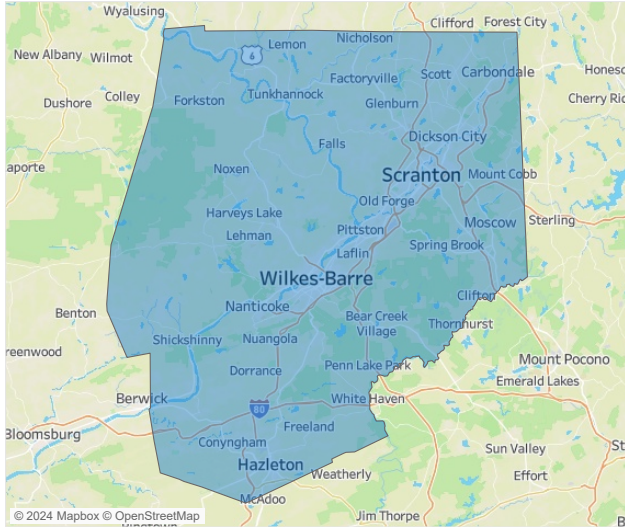 Wyalusing
Clifford
Forest City
Nicholson
Lemon
New Albany
Wilmot
6
Factoryville
Scott
Carbondale
Honesd
Colley
Tunkhannock
Dushore
Forkston
Glenburn
Cherry Rid
Falls
Dickson City
aporte
Noxen
Scranton
Mount Cobb
Old Forge
Harveys Lake
Sterling
Moscow
Lehman
Pittston
Spring Brook
Laflin
Wilkes-Barre
Clifton
Nanticoke
Benton
Bear Creek
Village
Thornhurst
Shickshinny
Nuangola
reenwood
Mount Pocono
Penn Lake Park
Dorrance
Emerald Lakes
Berwick
White Haven
80
Freeland
Bloomsburg
Conyngham
Sun Valley
St
Hazleton
Weatherly
Effort
McAdoo
Jim Thorpe
B
© 2024 Mapbox © OpenStreetMap